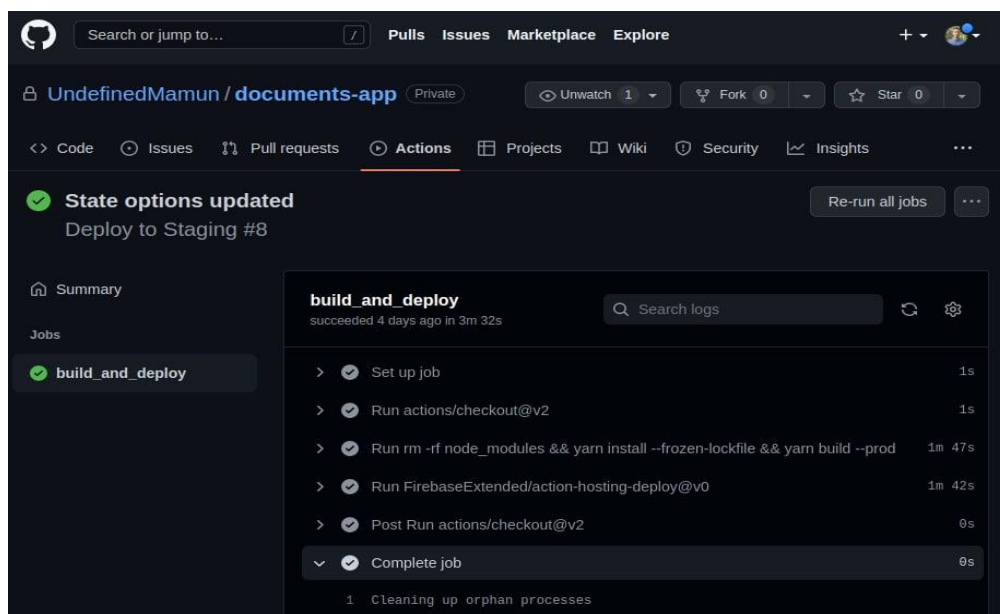 Search or jump to… / Pulls Issues Marketplace Explore
UndefinedMamun / documents-app Private Unwatch 1 Fork 0 Star 0
Code Issues Pull requests Actions Projects Wiki Security Insights ...
State options updated Re-run all jobs ...
Deploy to Staging #8
Summary
Jobs
build_and_deploy
build_and_deploy Search logs
succeeded 4 days ago in 3m 32s
Set up job 1s
Run actions/checkout@v2 1s
Run rm -rf node_modules && yarn install --frozen-lockfile && yarn build --prod 1m 47s
Run FirebaseExtended/action-hosting-deploy@v0 1m 42s
Post Run actions/checkout@v2 0s
Complete job 0s
1 Cleaning up orphan processes